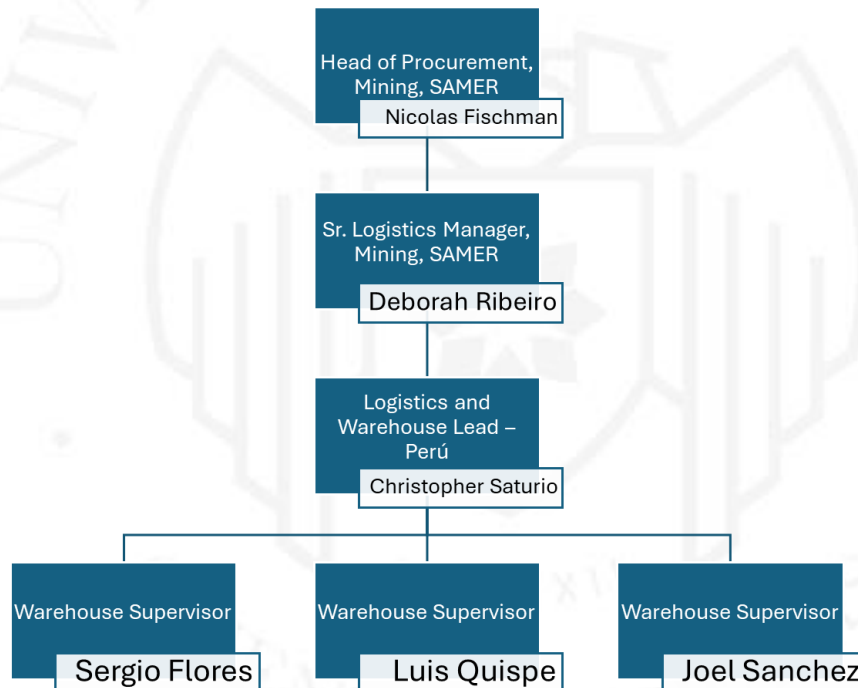 Head of Procurement,
Mining, SAMER
Nicolas Fischman
Sr. Logistics Manager,
Mining, SAMER
Deborah Ribeiro
Logistics and
Warehouse Lead –
Perú
Christopher Saturio
Warehouse Supervisor
Sergio Flores
Warehouse Supervisor
Luis Quispe
Warehouse Supervisor
Joel Sanchez